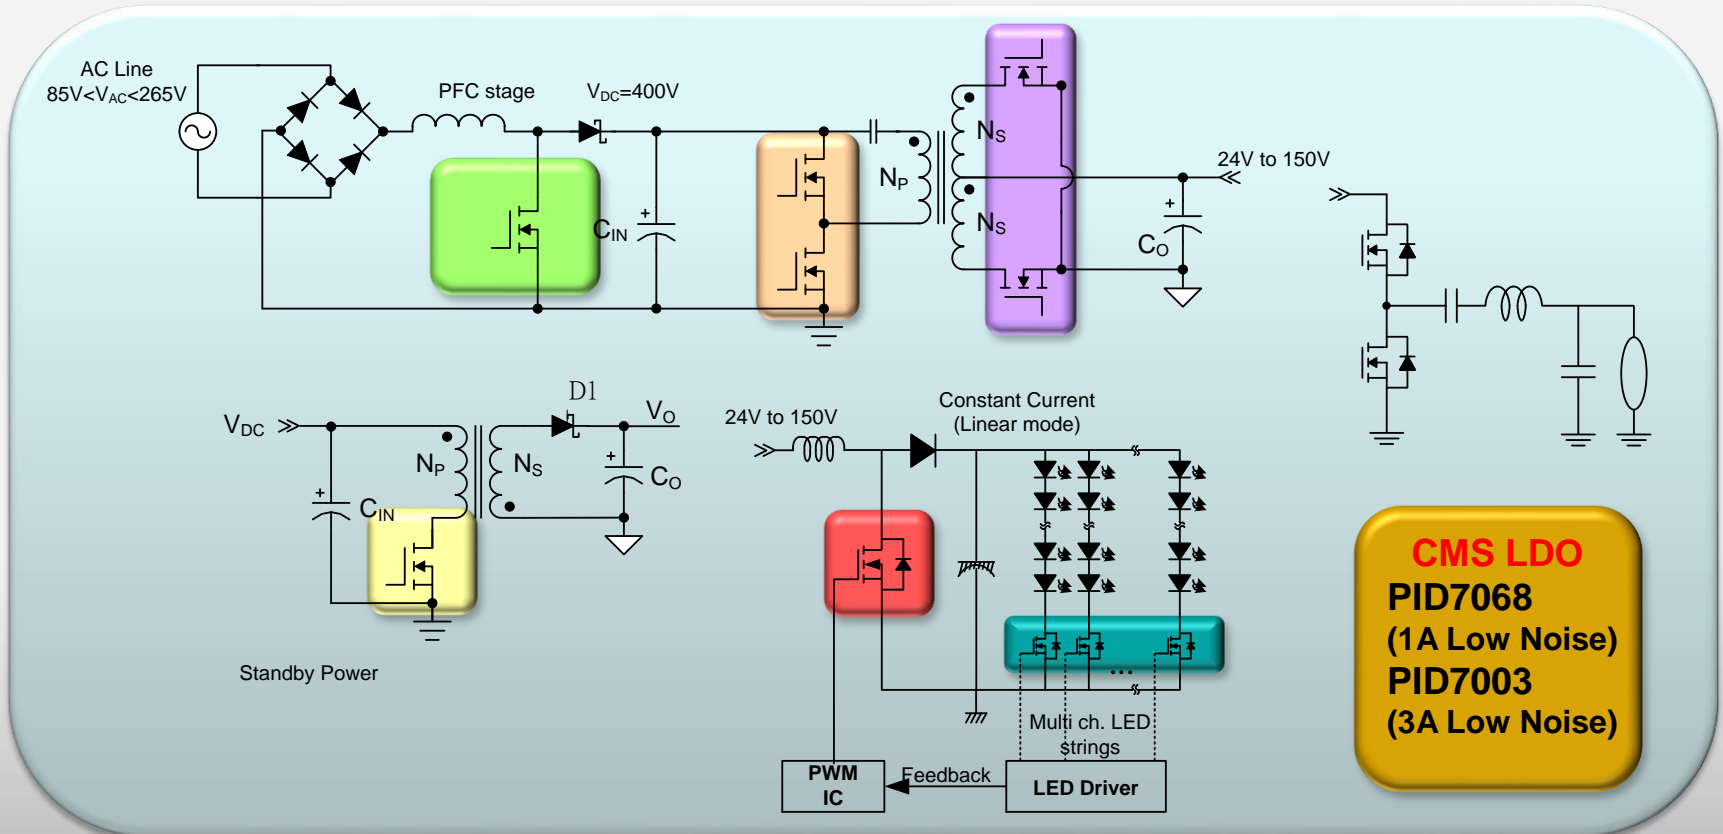 AC Line
85V<VAC<265V
PFC stage
VDC=400V
CIN
NP
NS
NS
24V to 150V
CO
VDC
CIN
NP
NS
D1
VO
CO
Standby Power
24V to 150V
Constant Current
(Linear mode)
...
Multi ch. LED
strings
PWM
IC
Feedback
LED Driver
CMS LDO
PID7068
(1A Low Noise)
PID7003
(3A Low Noise)